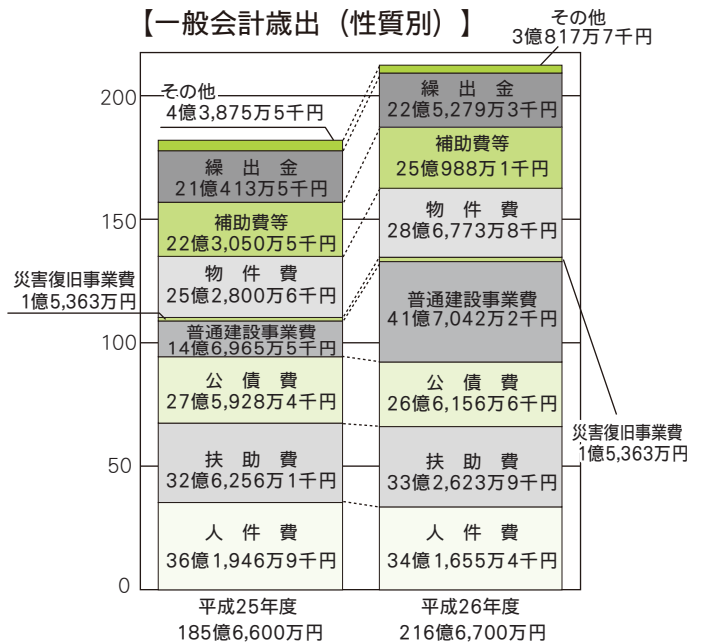 【一般会計歳出（性質別）】
その他
3億817万7千円
200
150
100
50
0
その他
4億3,875万5千円
繰出金
21億413万5千円
補助費等
22億3,050万5千円
物件費
25億2,800万6千円
災害復旧事業費
1億5,363万円
普通建設事業費
14億6,965万5千円
公債費
27億5,928万4千円
扶助費
32億6,256万1千円
人件費
36億1,946万9千円
平成25年度
185億6,600万円
繰出金
22億5,279万3千円
補助費等
25億988万1千円
物件費
28億6,773万8千円
普通建設事業費
41億7,042万2千円
公債費
26億6,156万6千円
災害復旧事業費
1億5,363万円
扶助費
33億2,623万9千円
人件費
34億1,655万4千円
平成26年度
216億6,700万円